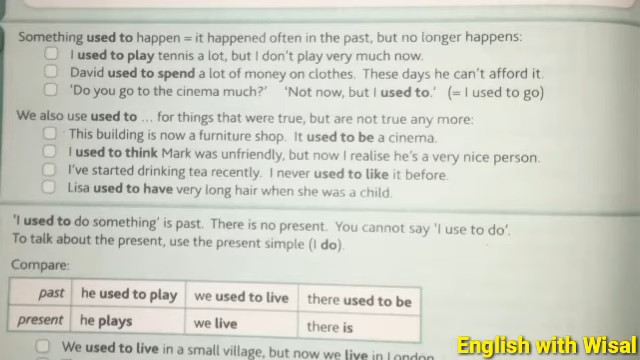 Something used to happen = it happened often in the past, but no longer happens:
I used to play tennis a lot, but I don't play very much now.
David used to spend a lot of money on clothes. These days he can't afford it.
'Do you go to the cinema much?' 'Not now, but I used to.' (= I used to go)
We also use used to ... for things that were true, but are not true any more:
This building is now a furniture shop. It used to be a cinema.
I used to think Mark was unfriendly, but now I realise he's a very nice person.
I've started drinking tea recently. I never used to like it before.
Lisa used to have very long hair when she was a child.
'I used to do something' is past. There is no present. You cannot say 'I use to do'.
To talk about the present, use the present simple (I do).
Compare:
past he used to play we used to live there used to be
present he plays we live there is
We used to live in a small village, but now we live in London
English with Wisal